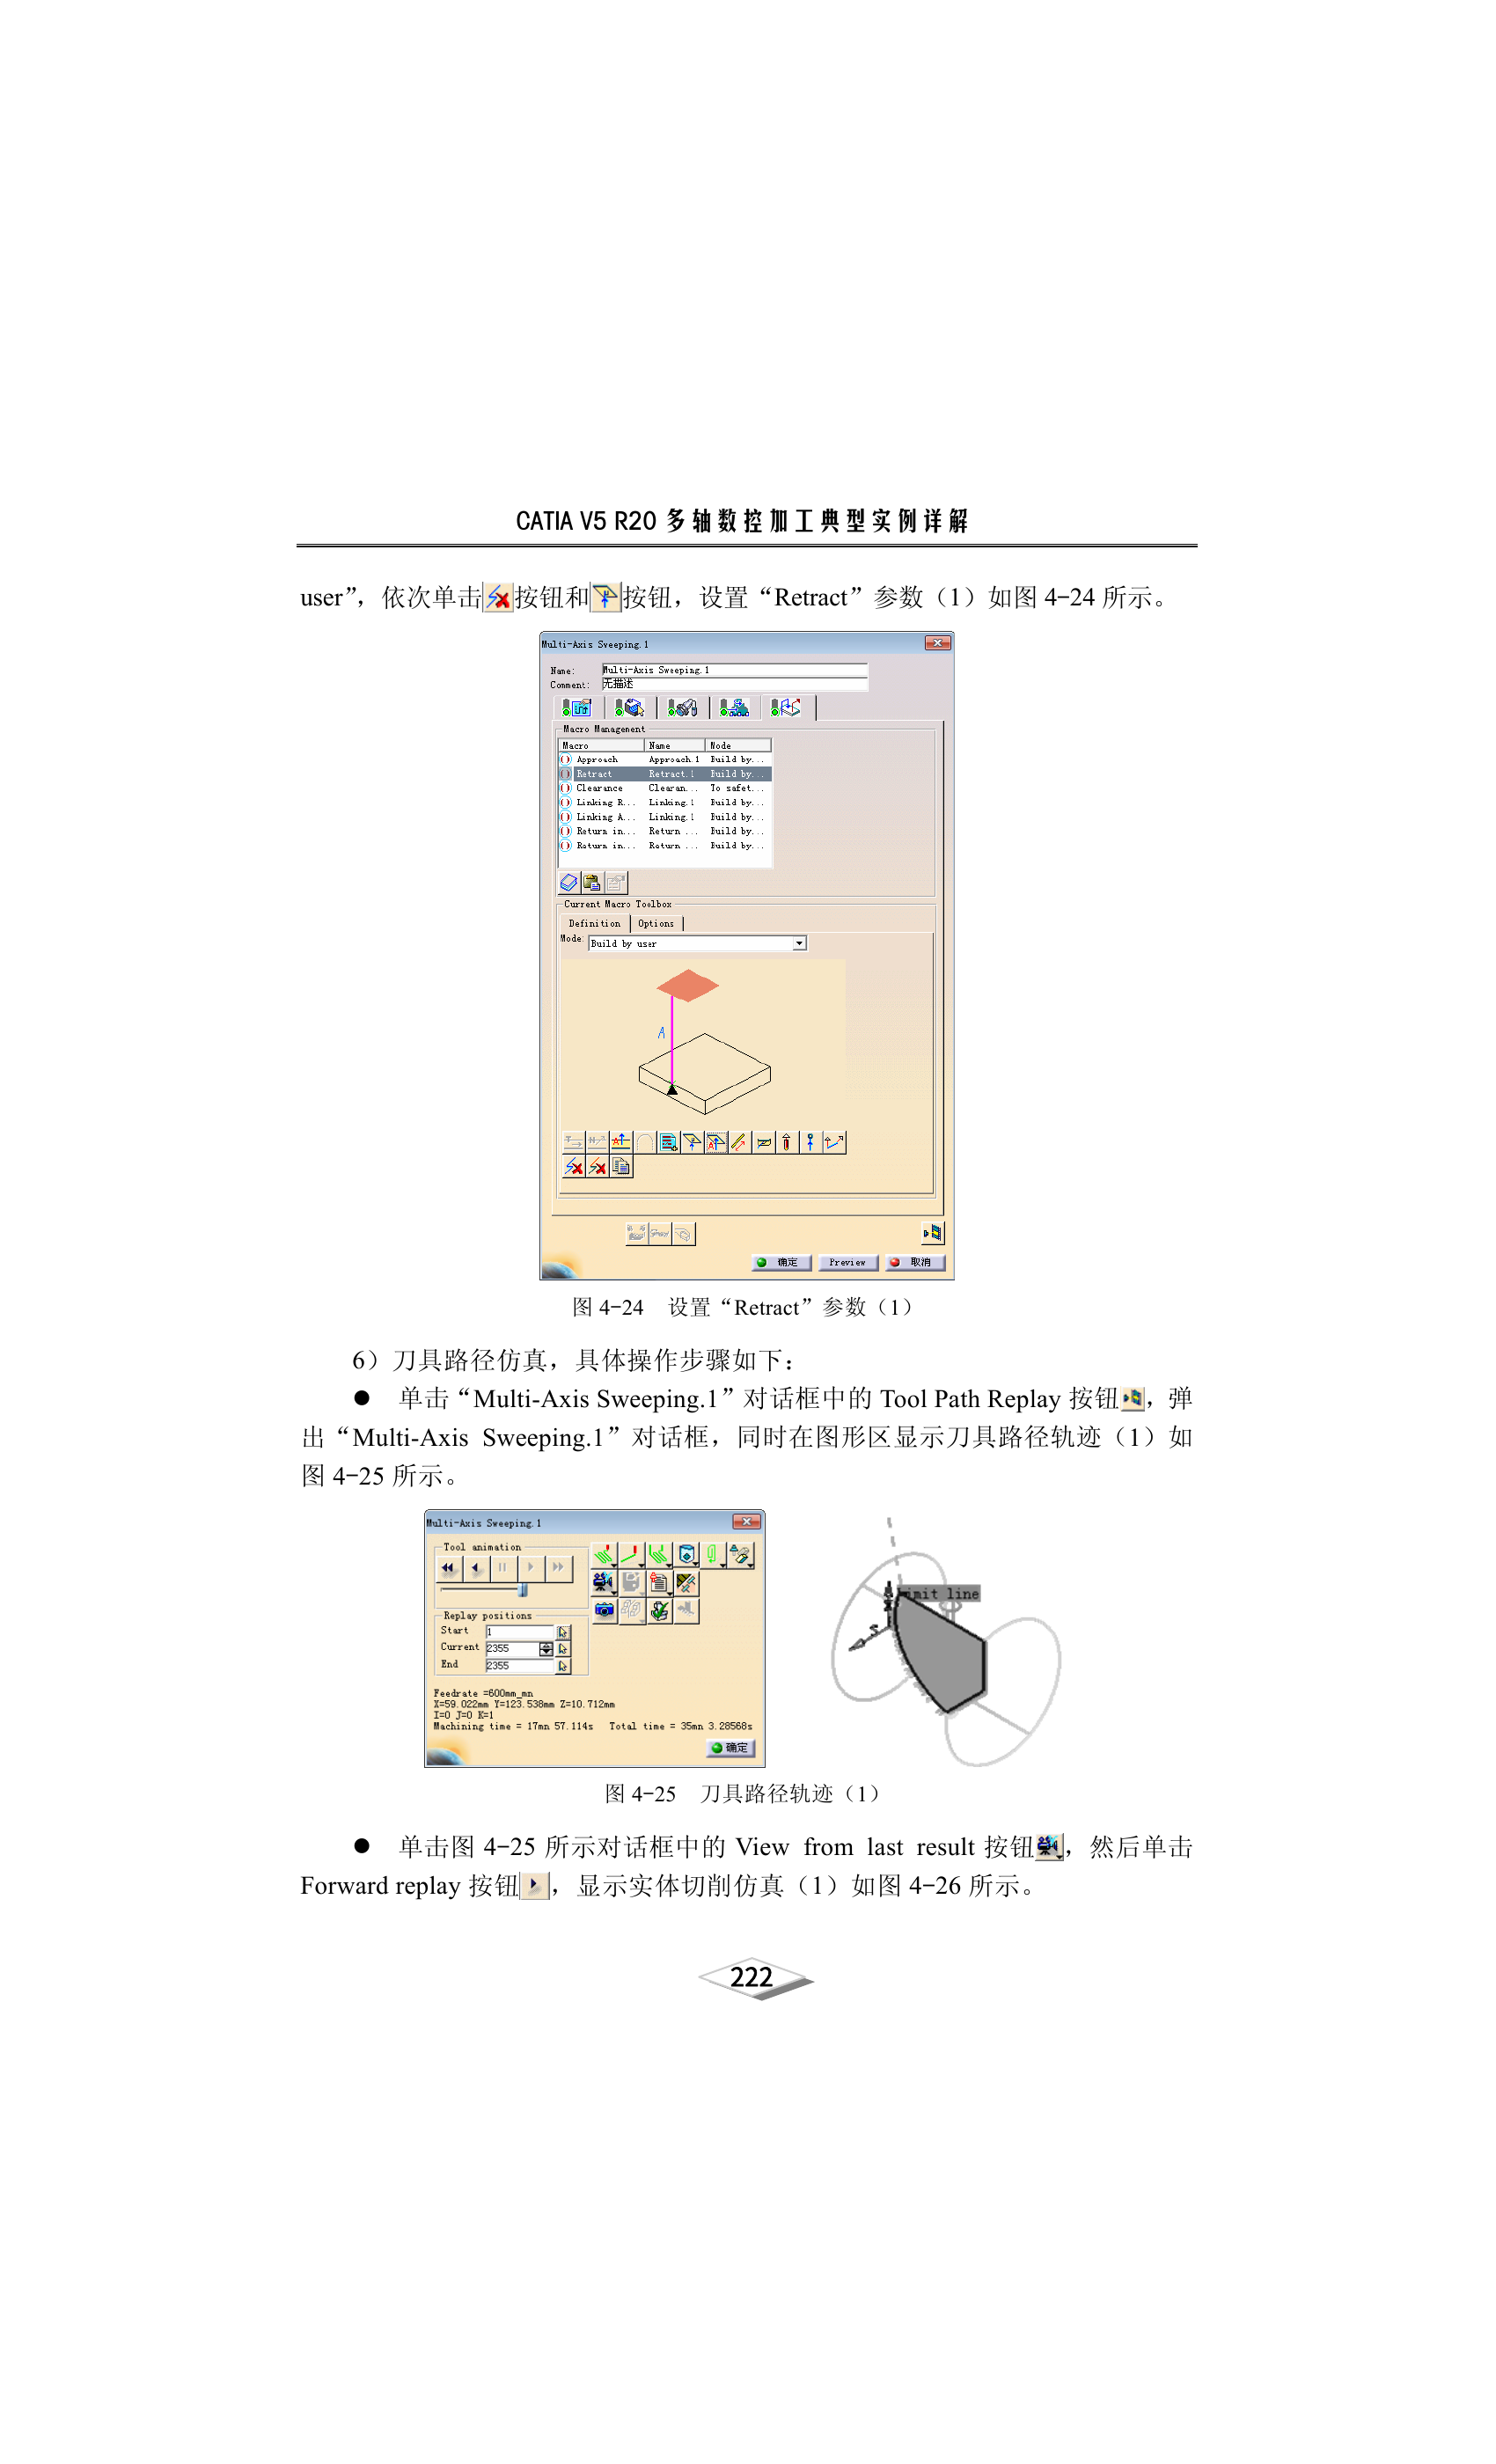 CATIA V5 R20 多轴数控加工典型实例详解
user”，依次单击按钮和按钮，设置“Retract”参数（1）如图 4-24 所示。
Multi-Axis Sweeping.1
Name: Multi-Axis Sweeping.1
Comment: 无描述
Macro Management
Macro Name Mode
Approach Approach.1 Build by...
Retract Retract.1 Build by...
Clearance Clearan... To safet...
Linking R... Linking.1 Build by...
Linking A... Linking.1 Build by...
Return in... Return ... Build by...
Return in... Return ... Build by...
Current Macro Toolbox
Definition Options
Mode: Build by user
A
确定 Preview 取消
图 4-24 设置“Retract”参数（1）
6）刀具路径仿真，具体操作步骤如下：
● 单击“Multi-Axis Sweeping.1”对话框中的 Tool Path Replay 按钮，弹
出“Multi-Axis Sweeping.1”对话框，同时在图形区显示刀具路径轨迹（1）如
图 4-25 所示。
Multi-Axis Sweeping.1
Tool animation
Replay positions
Start 1
Current 2355
End 2355
Feedrate =600mm_mn
X=59.022mm Y=123.538mm Z=10.712mm
I=0 J=0 K=1
Machining time = 17mn 57.114s Total time = 35mn 3.28568s
确定
limit line
图 4-25 刀具路径轨迹（1）
● 单击图 4-25 所示对话框中的 View from last result 按钮，然后单击
Forward replay 按钮，显示实体切削仿真（1）如图 4-26 所示。
222